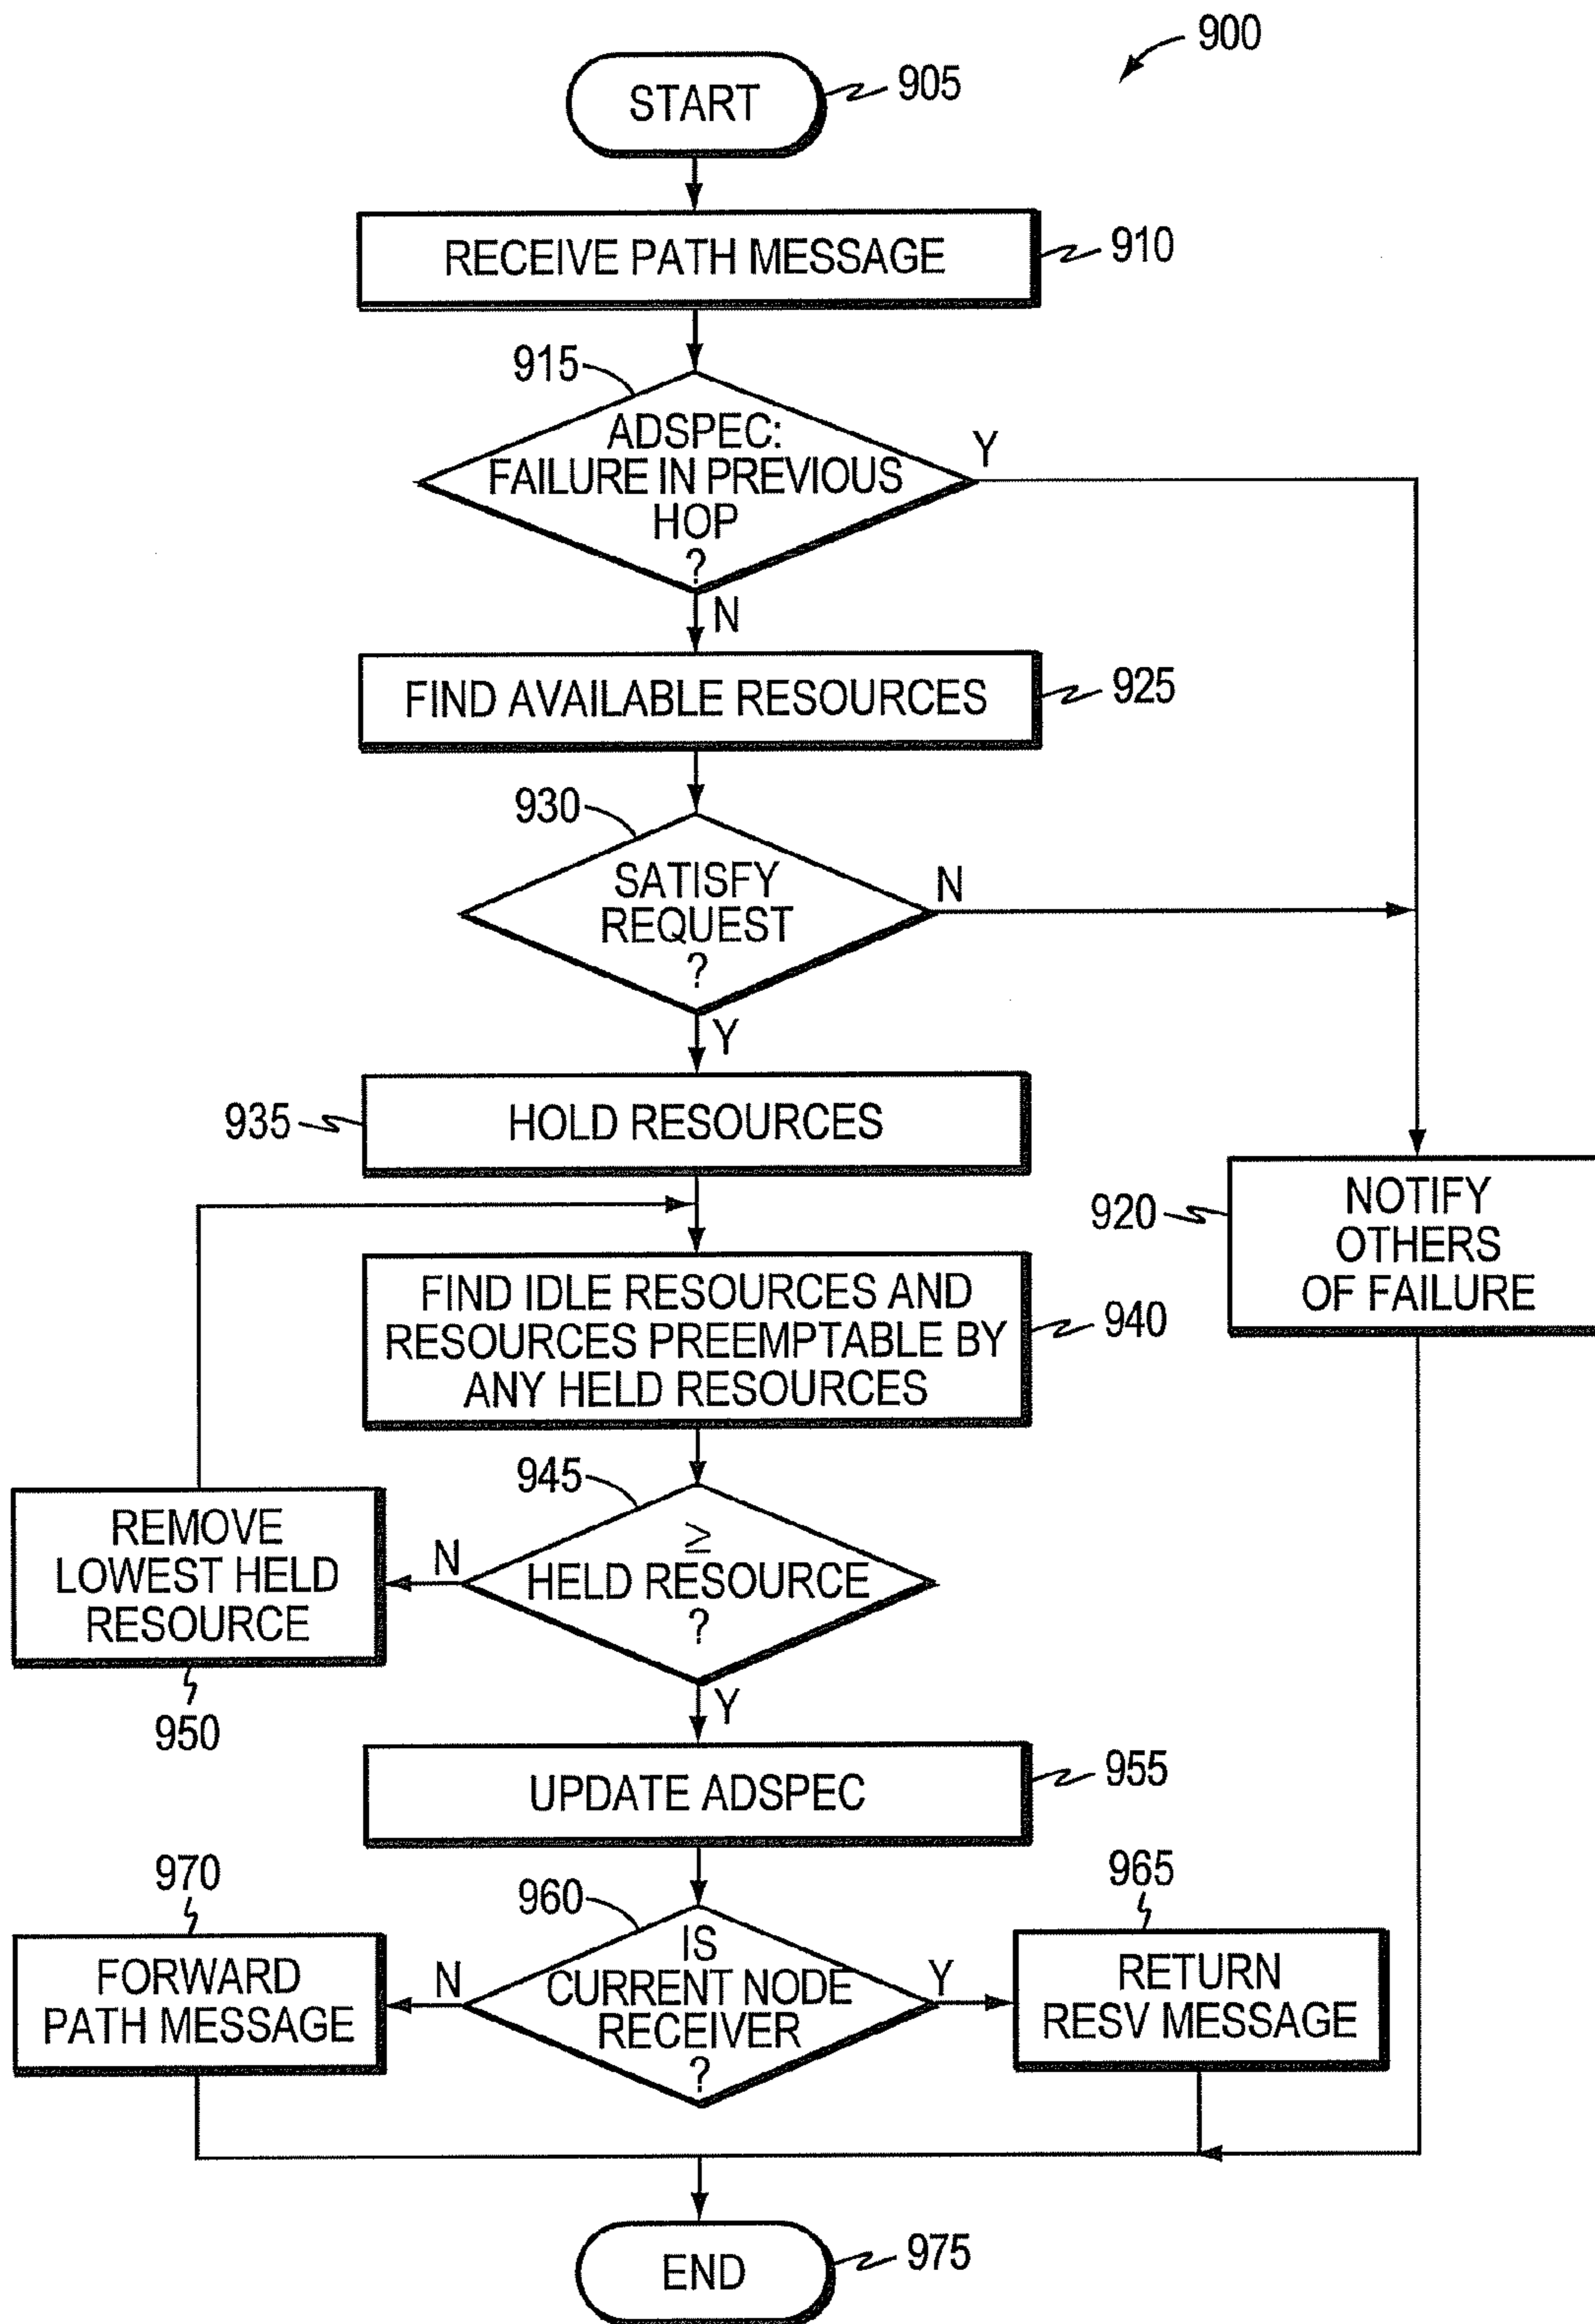 900
START
905
RECEIVE PATH MESSAGE
910
915
ADSPEC:
FAILURE IN PREVIOUS
HOP
?
Y
N
FIND AVAILABLE RESOURCES
925
930
SATISFY
REQUEST
?
N
Y
935
HOLD RESOURCES
920
NOTIFY
OTHERS
OF FAILURE
FIND IDLE RESOURCES AND
RESOURCES PREEMPTABLE BY
ANY HELD RESOURCES
940
945
≥
HELD RESOURCE
?
N
REMOVE
LOWEST HELD
RESOURCE
950
Y
UPDATE ADSPEC
955
970
FORWARD
PATH MESSAGE
960
IS
CURRENT NODE
RECEIVER
?
N
Y
965
RETURN
RESV MESSAGE
END
975